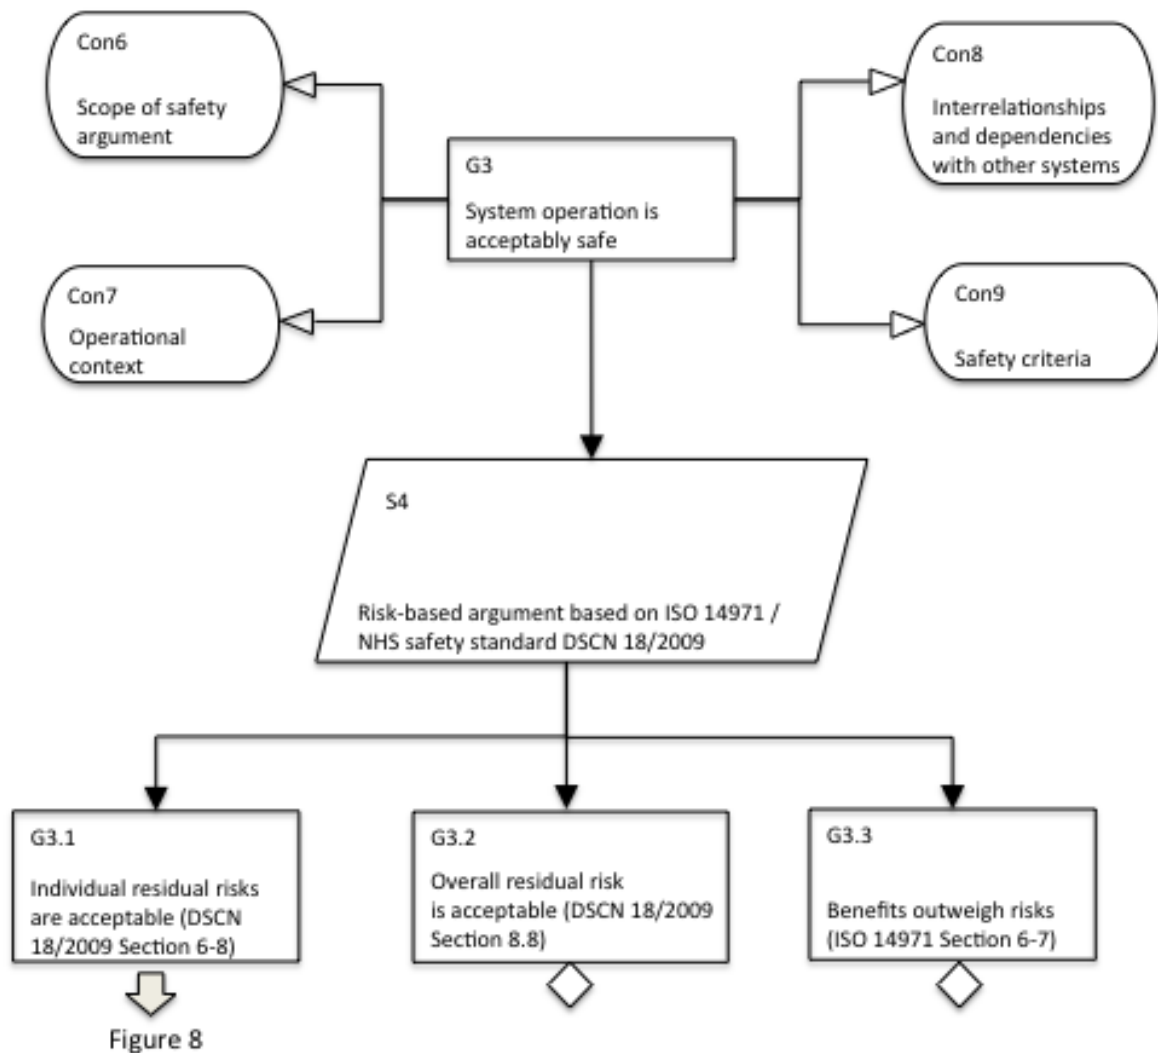 Con6
Scope of safety
argument
Con8
Interrelationships
and dependencies
with other systems
G3
System operation is
acceptably safe
Con7
Operational
context
Con9
Safety criteria
S4
Risk-based argument based on ISO 14971 /
NHS safety standard DSCN 18/2009
G3.1
Individual residual risks
are acceptable (DSCN
18/2009 Section 6-8)
G3.2
Overall residual risk
is acceptable (DSCN 18/2009
Section 8.8)
G3.3
Benefits outweigh risks
(ISO 14971 Section 6-7)
Figure 8